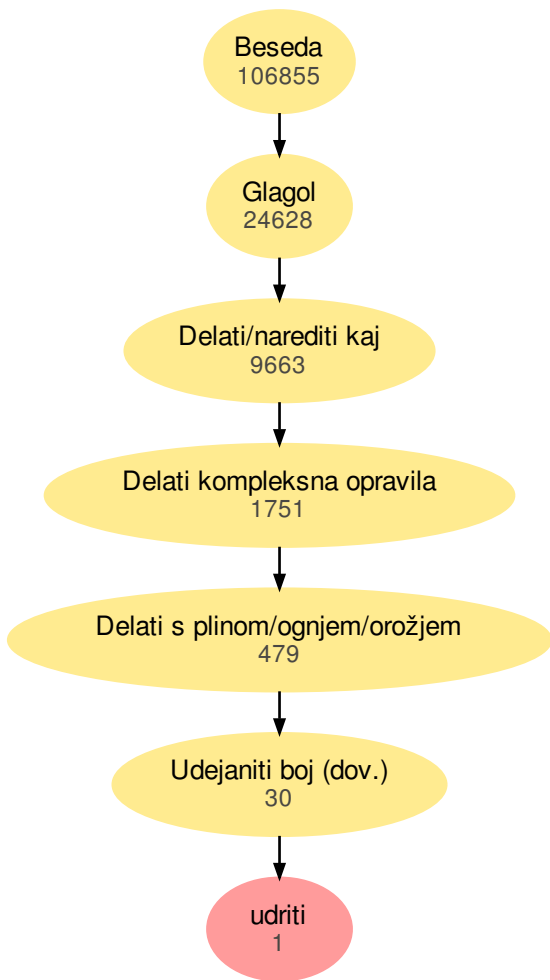 Beseda
106855
Glagol
24628
Delati/narediti kaj
9663
Delati kompleksna opravila
1751
Delati s plinom/ognjem/orožjem
479
Udejaniti boj (dov.)
30
udriti
1